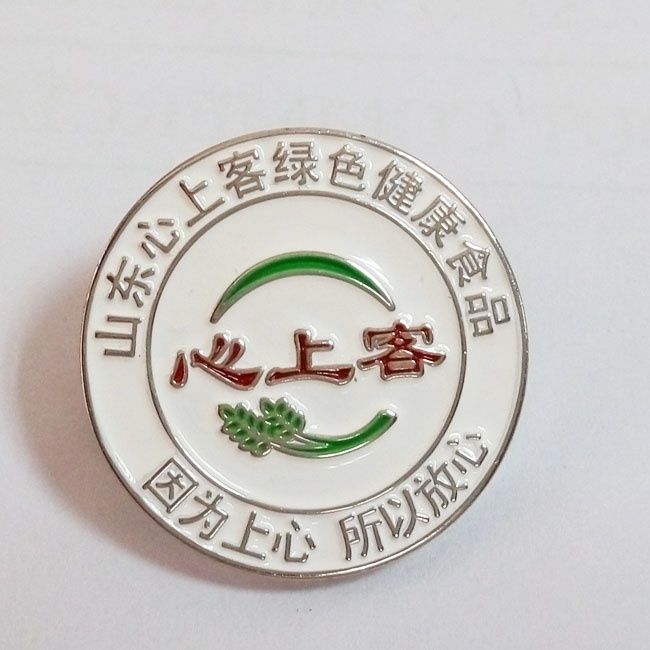 山东心上客绿色健康食品
心上客
因为上心 所以放心